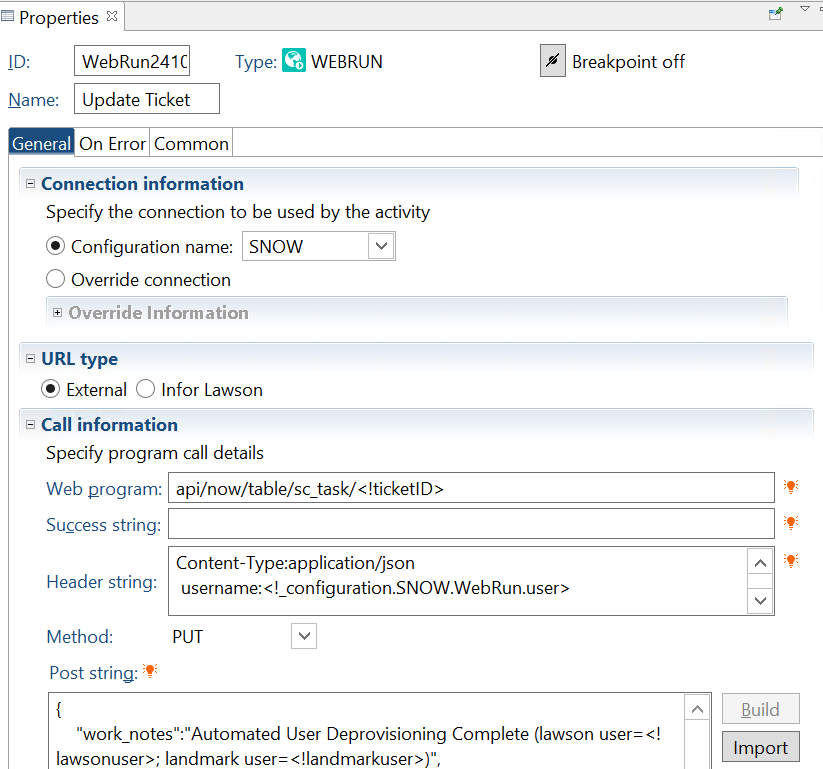 Properties
ID: WebRun2410 Type: WEBRUN Breakpoint off
Name: Update Ticket
General On Error Common
Connection information
Specify the connection to be used by the activity
Configuration name: SNOW
Override connection
Override Information
URL type
External Infor Lawson
Call information
Specify program call details
Web program: api/now/table/sc_task/<!ticketID>
Success string:
Header string: Content-Type:application/json
username:<!_configuration.SNOW.WebRun.user>
Method: PUT
Post string:
{
"work_notes":"Automated User Deprovisioning Complete (lawson user=<!
lawsonuser>; landmark user=<!landmarkuser>)",
Build
Import